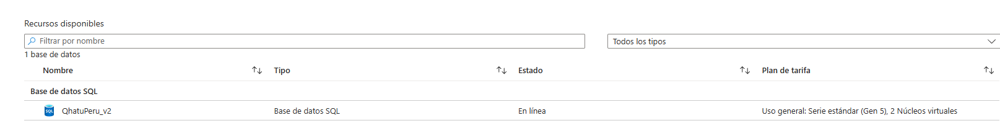 Recursos disponibles
Filtrar por nombre
Todos los tipos
1 base de datos
Nombre Tipo Estado Plan de tarifa
Base de datos SQL
SQL QhatuPeru_v2 Base de datos SQL En línea Uso general: Serie estándar (Gen 5), 2 Núcleos virtuales